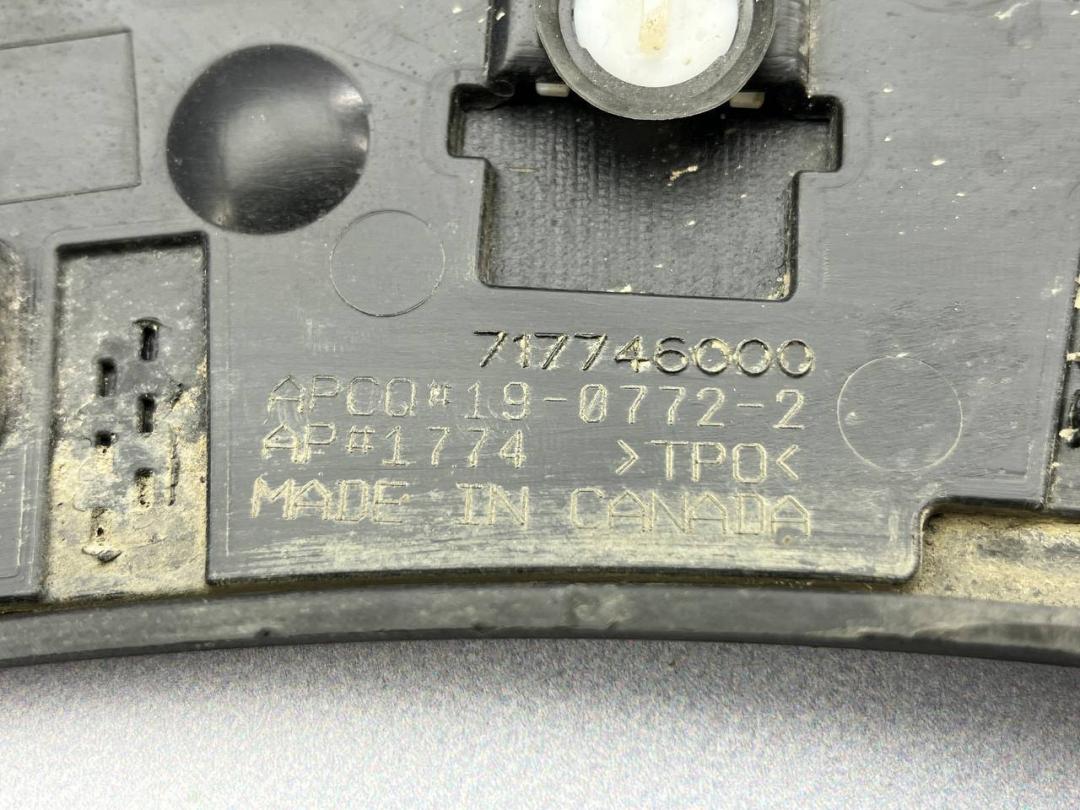 717746000
APCQ#19-0772-2
AP#1774 >TPO<
MADE IN CANADA